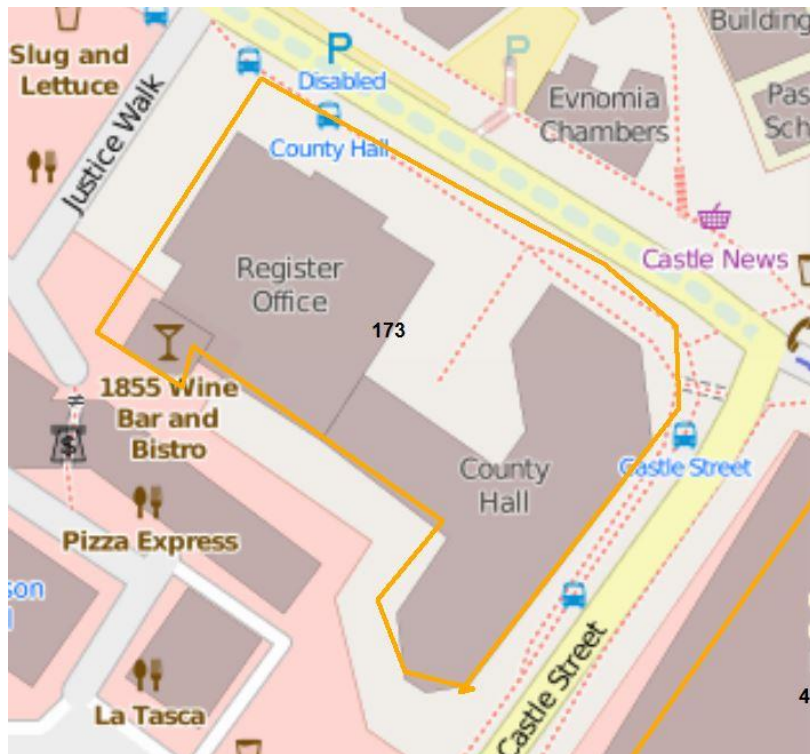 Building
Slug and
Lettuce
P
P
Disabled
Evnomia
Chambers
Pas
Sch
Justice Walk
County Hall
Register
Office
Castle News
173
1855 Wine
Bar and
Bistro
$
County
Hall
Castle Street
Pizza Express
son
La Tasca
Castle Street
4